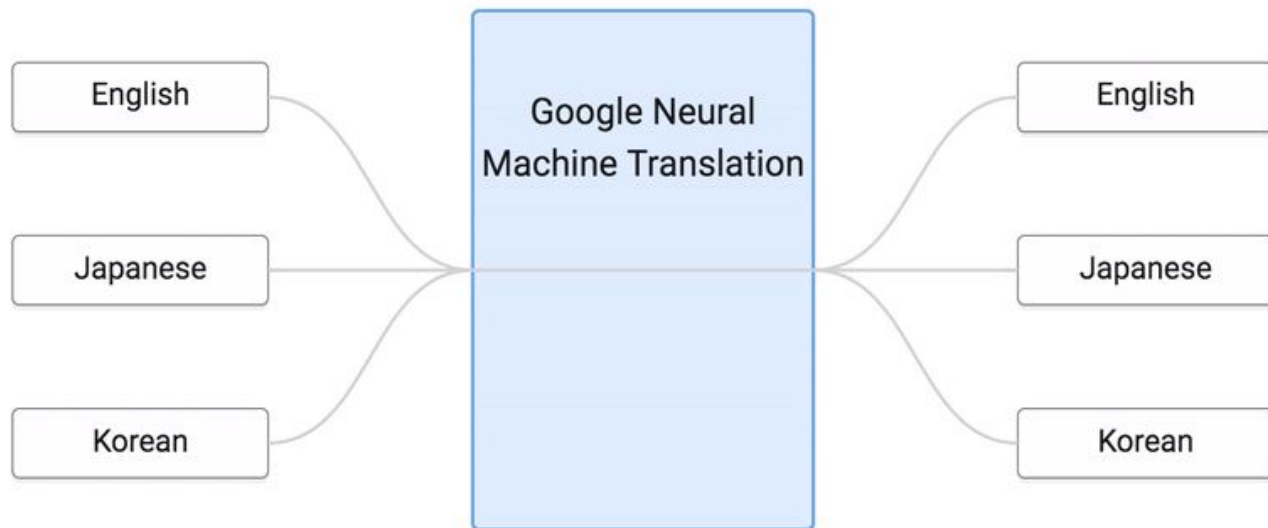 English
Japanese
Korean
Google Neural
Machine Translation
English
Japanese
Korean